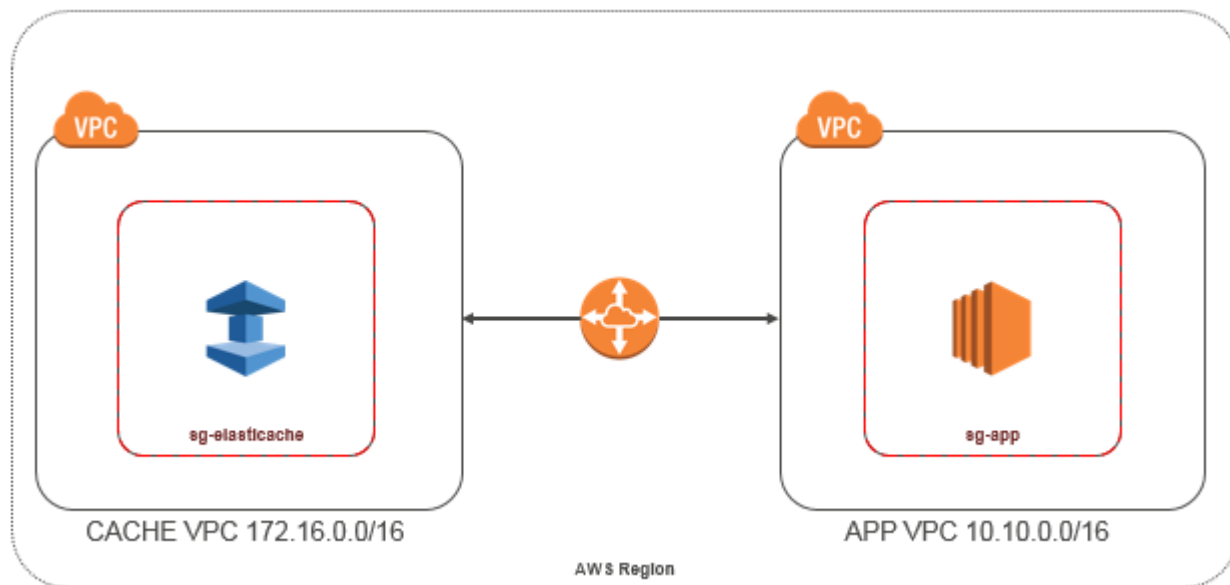 VPC
VPC
sg-elasticache
sg-app
CACHE VPC 172.16.0.0/16
APP VPC 10.10.0.0/16
AWS Region